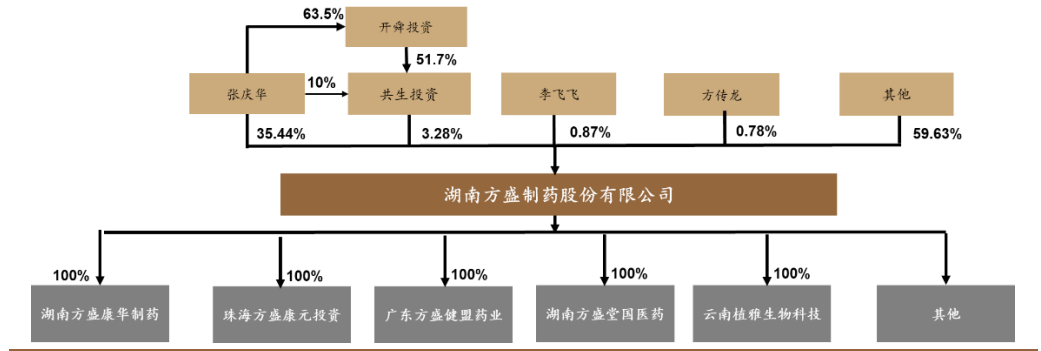 63.5%
开舜投资
51.7%
张庆华
10%
共生投资
李飞飞
方传龙
其他
35.44%
3.28%
0.87%
0.78%
59.63%
湖南方盛制药股份有限公司
100%
100%
100%
100%
100%
湖南方盛康华制药
珠海方盛康元投资
广东方盛健盟药业
湖南方盛堂国医药
云南植雅生物科技
其他